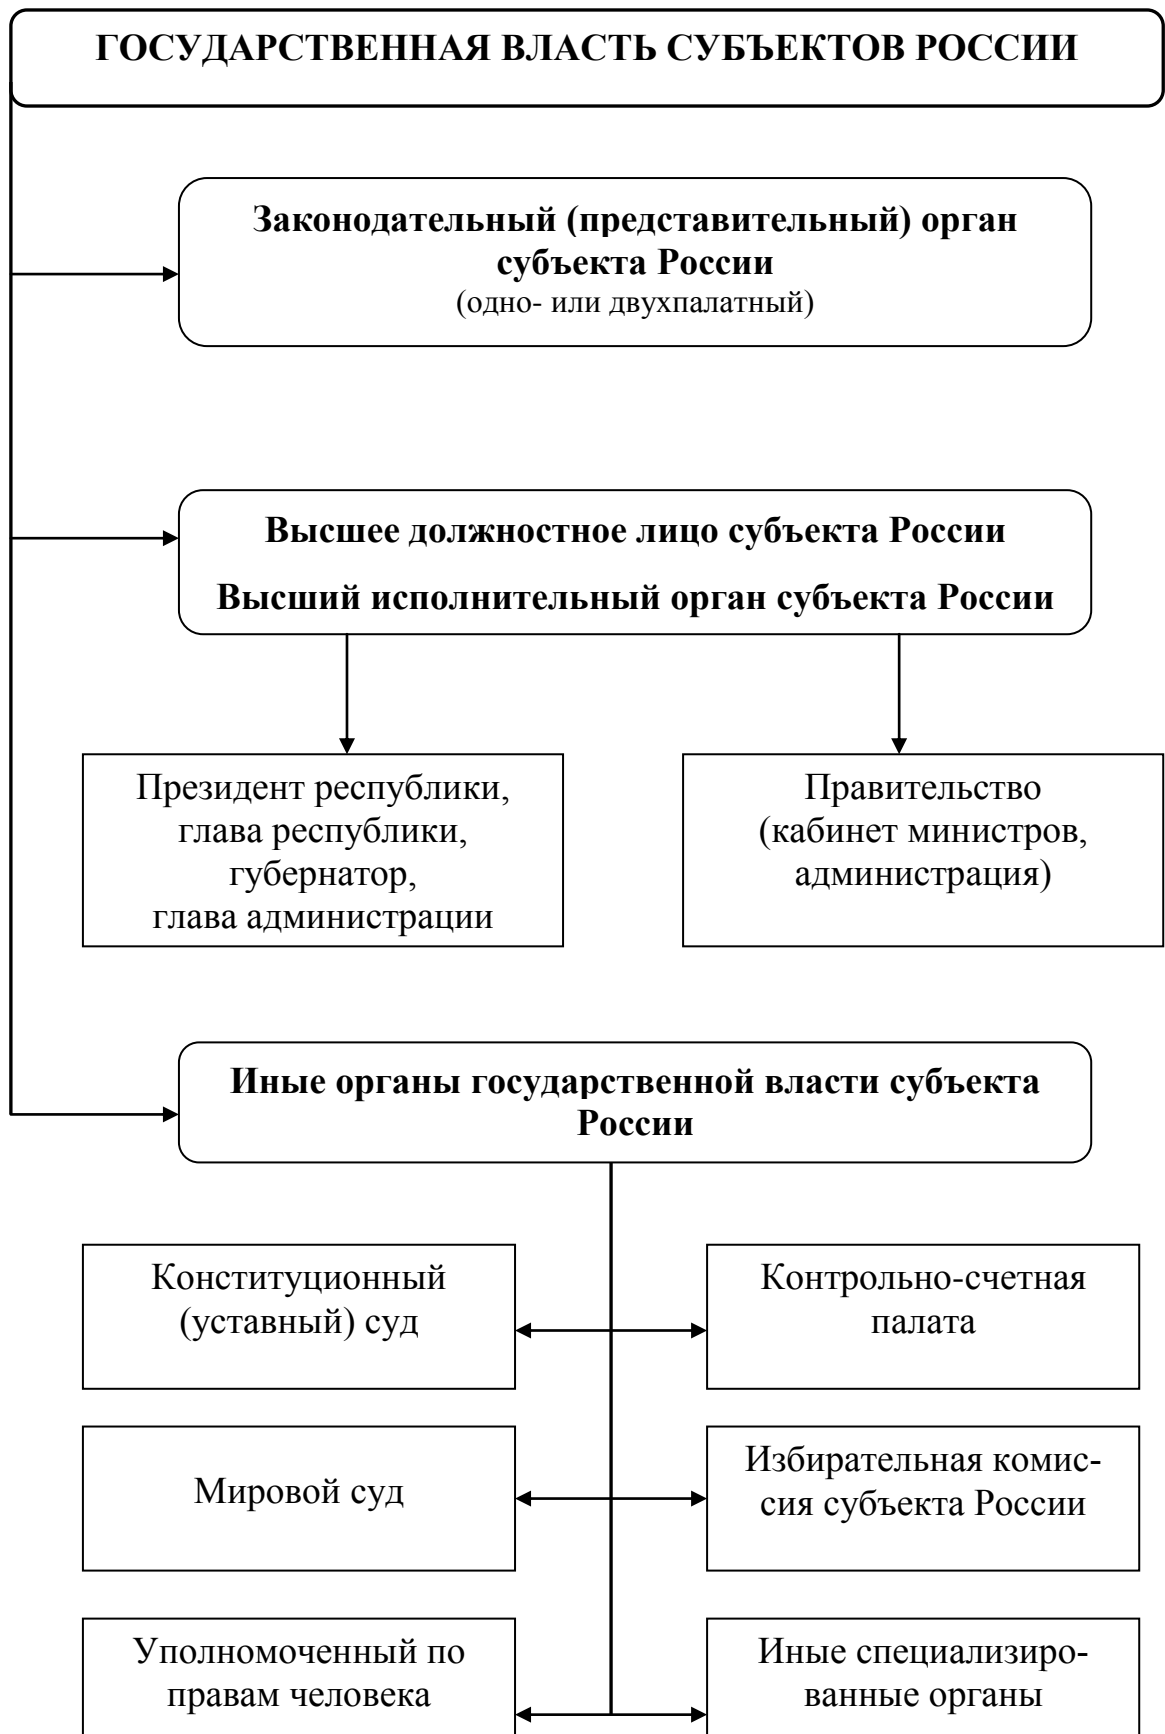 ГОСУДАРСТВЕННАЯ ВЛАСТЬ СУБЪЕКТОВ РОССИИ
Законодательный (представительный) орган
субъекта России
(одно- или двухпалатный)
Высшее должностное лицо субъекта России
Высший исполнительный орган субъекта России
Президент республики,
глава республики,
губернатор,
глава администрации
Правительство
(кабинет министров,
администрация)
Иные органы государственной власти субъекта
России
Конституционный
(уставный) суд
Контрольно-счетная
палата
Мировой суд
Избирательная комис-
сия субъекта России
Уполномоченный по
правам человека
Иные специализиро-
ванные органы